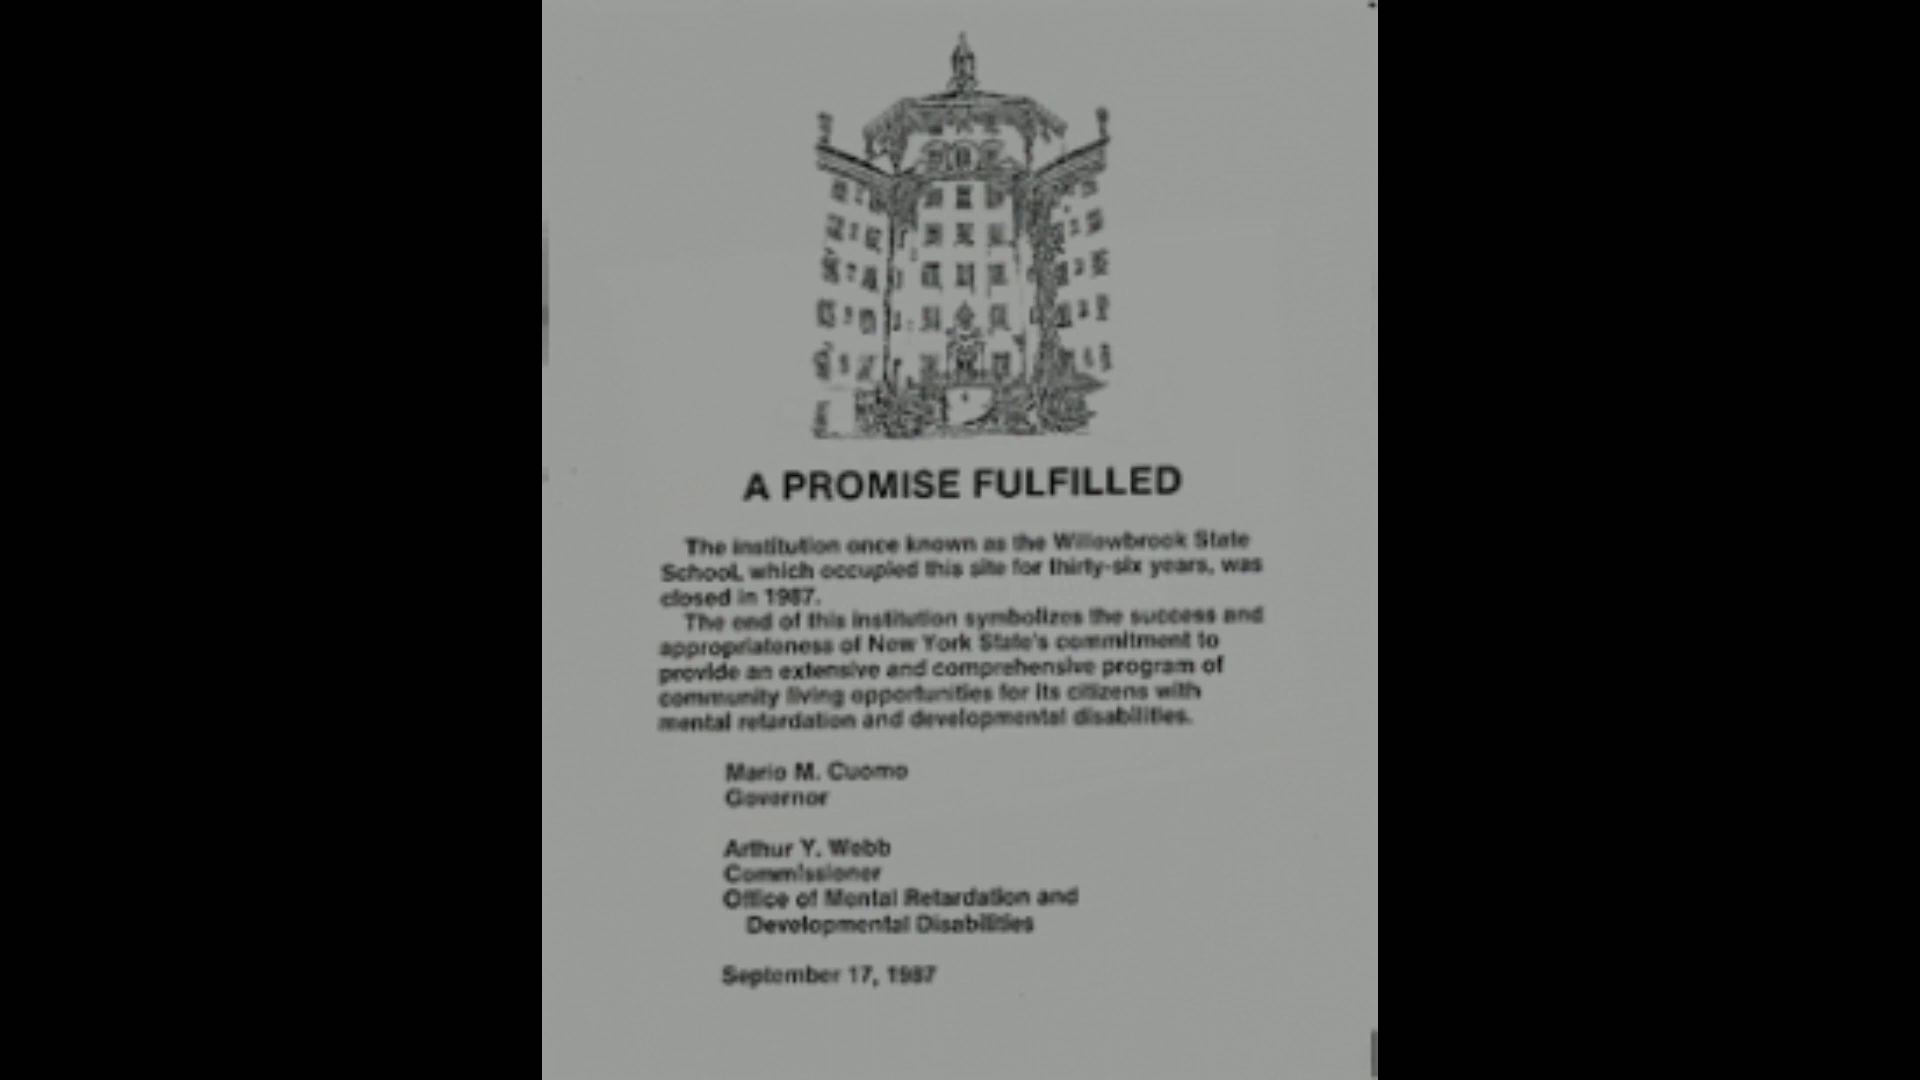 A PROMISE FULFILLED
The institution once known as the Willowbrook State
School, which occupied this site for thirty-six years, was
closed in 1987.
The end of this institution symbolizes the success and
appropriateness of New York State's commitment to
provide an extensive and comprehensive program of
community living opportunities for its citizens with
mental retardation and developmental disabilities.
Mario M. Cuomo
Governor
Arthur Y. Webb
Commissioner
Office of Mental Retardation and
Developmental Disabilities
September 17, 1987